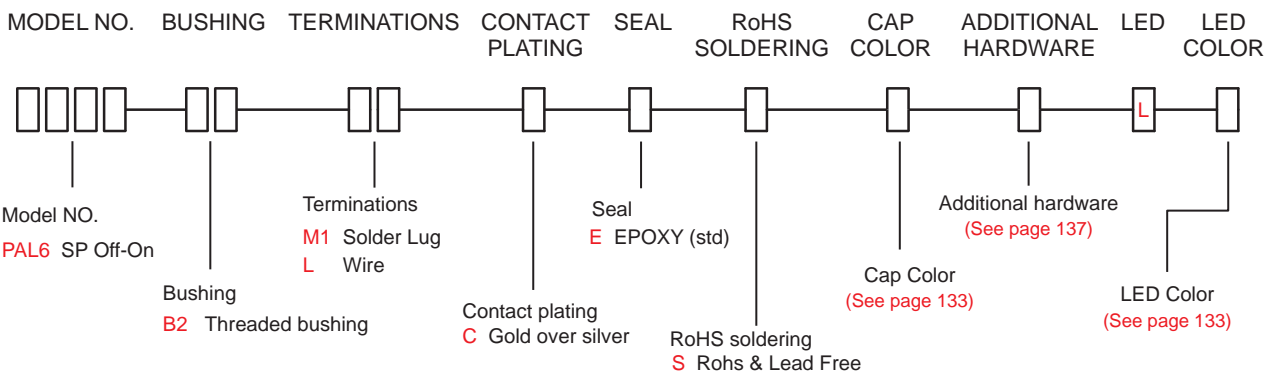 MODEL NO. BUSHING TERMINATIONS CONTACT PLATING SEAL RoHS SOLDERING CAP COLOR ADDITIONAL HARDWARE LED LED COLOR
L
Model NO.
PAL6 SP Off-On
Bushing
B2 Threaded bushing
Terminations
M1 Solder Lug
L Wire
Contact plating
C Gold over silver
Seal
E EPOXY (std)
RoHS soldering
S Rohs & Lead Free
Cap Color
(See page 133)
Additional hardware
(See page 137)
LED Color
(See page 133)